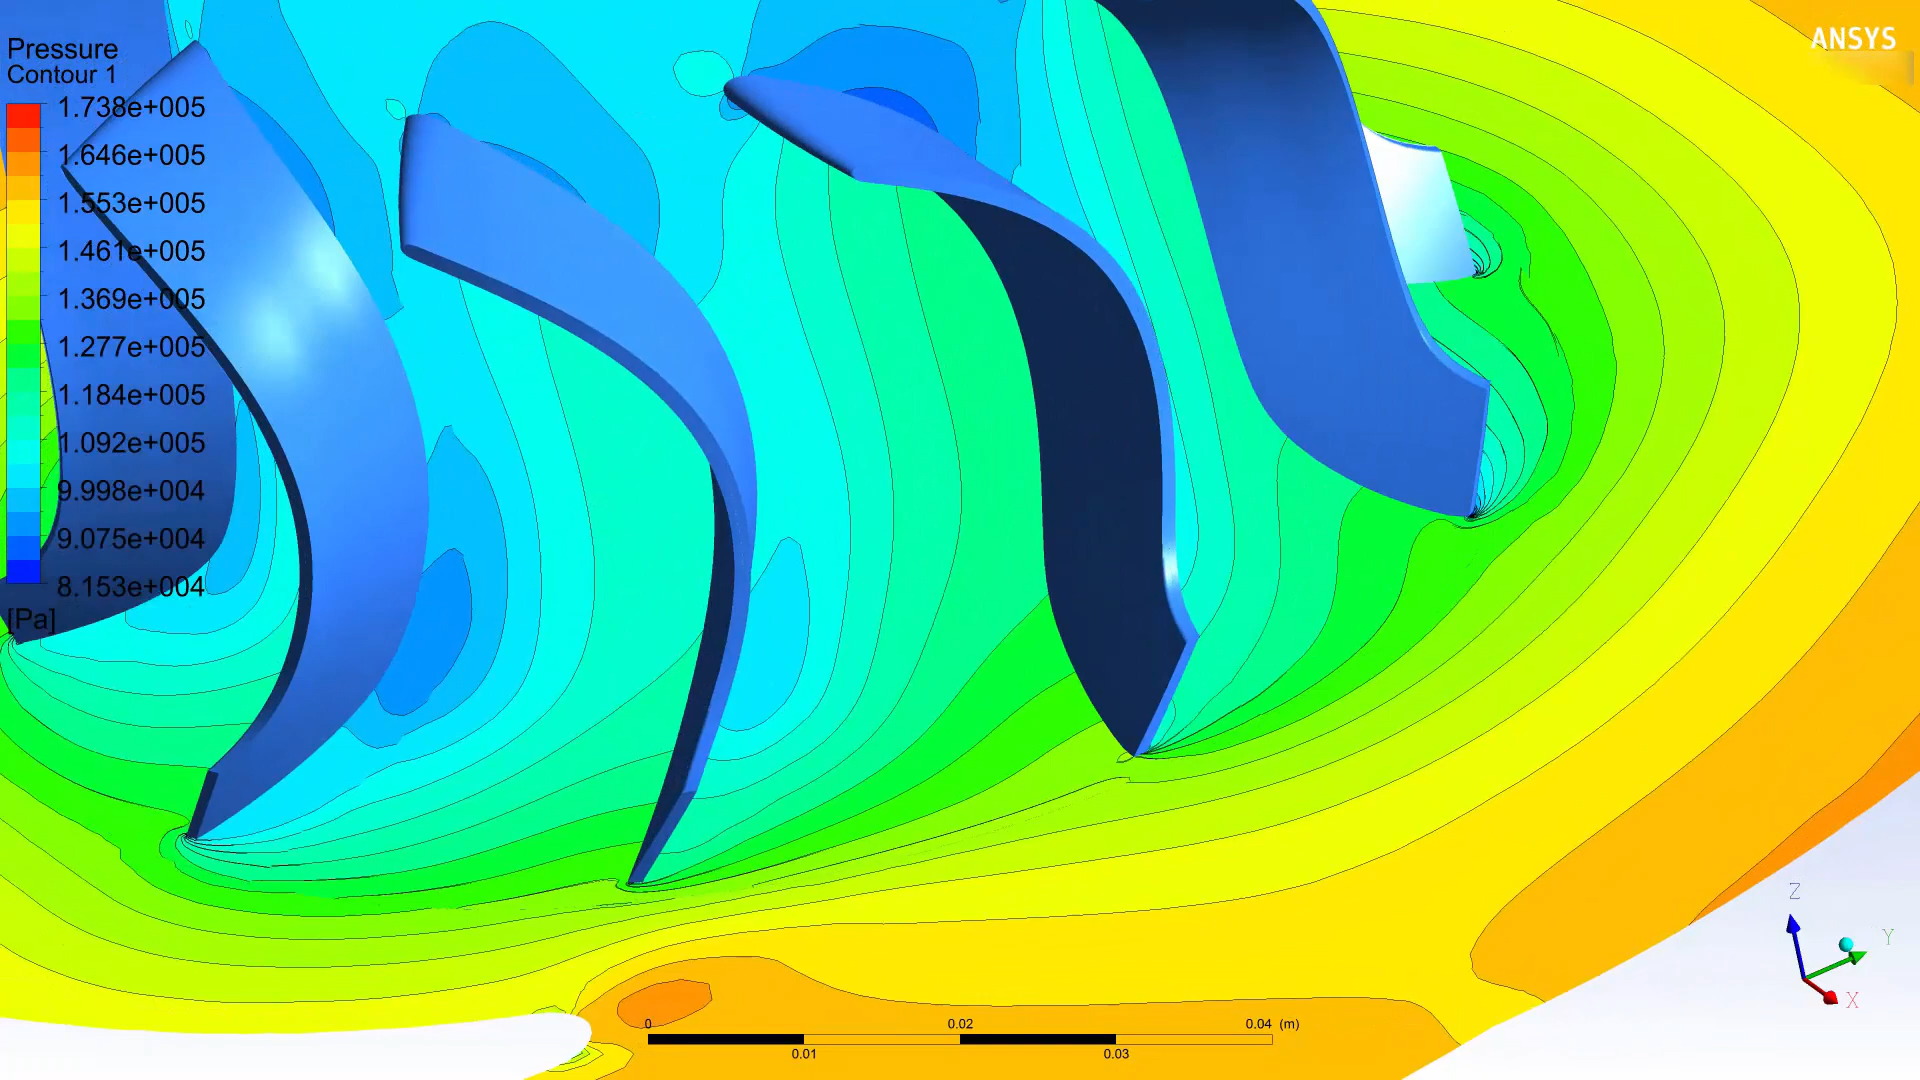 Pressure
Contour 1
1.738e+005
1.646e+005
1.553e+005
1.461e+005
1.369e+005
1.277e+005
1.184e+005
1.092e+005
9.998e+004
9.075e+004
8.153e+004
[Pa]
ANSYS
Z
Y
X
0 0.02 0.04 (m)
0.01 0.03